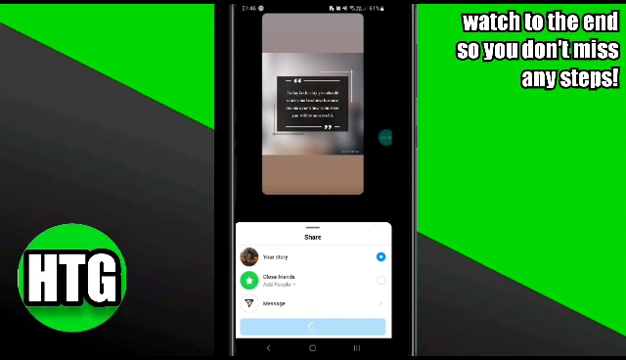 watch to the end
so you don't miss
any steps!
21:46
61%
Share
Your story
Close friends
Add People
Message
HTG